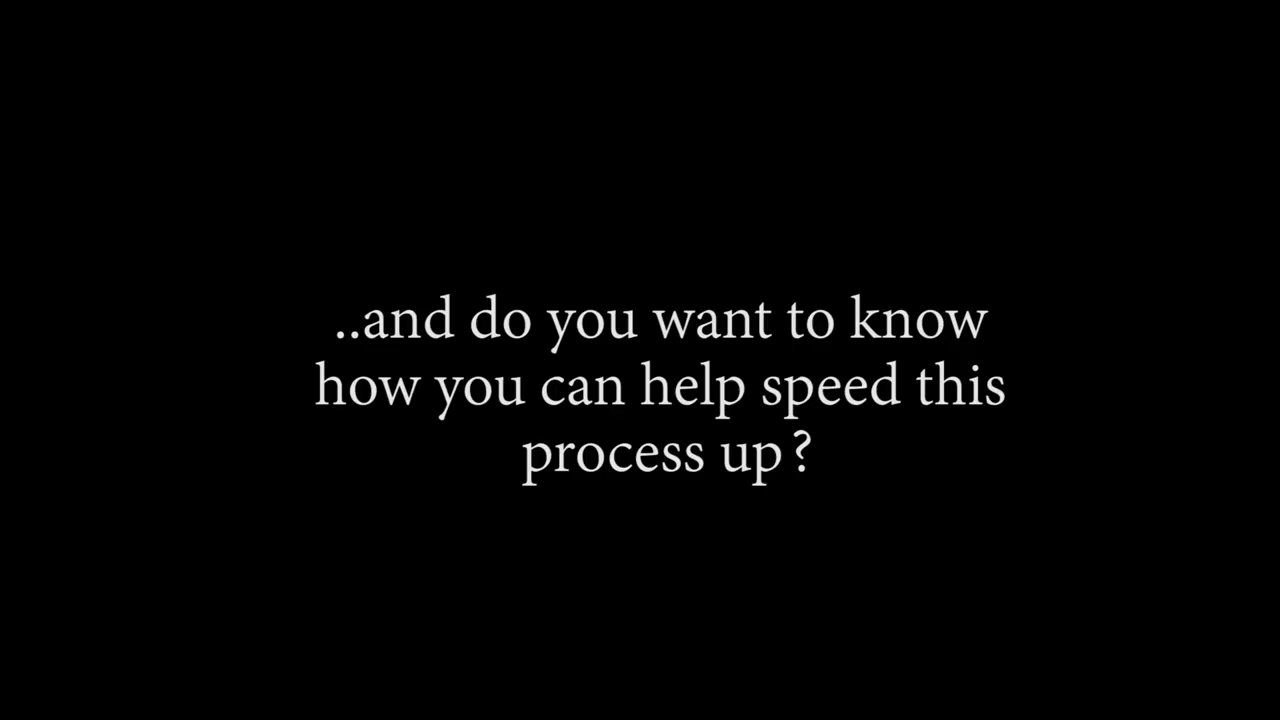 ..and do you want to know
how you can help speed this
process up?